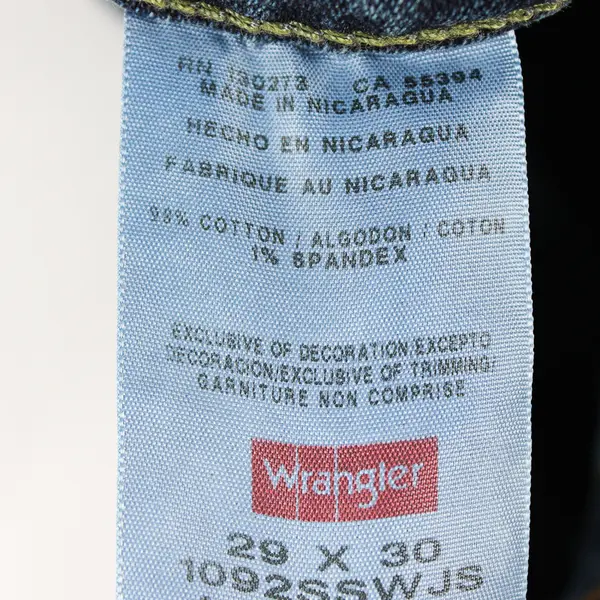 RN 130273 CA 55394
MADE IN NICARAGUA
HECHO EN NICARAGUA
FABRIQUE AU NICARAGUA
99% COTTON / ALGODON / COTON
1% SPANDEX
EXCLUSIVE OF DECORATION/EXCEPTO
DECORACION/EXCLUSIVE OF TRIMMING/
GARNITURE NON COMPRISE
Wrangler
29 X 30
1092SSWJS